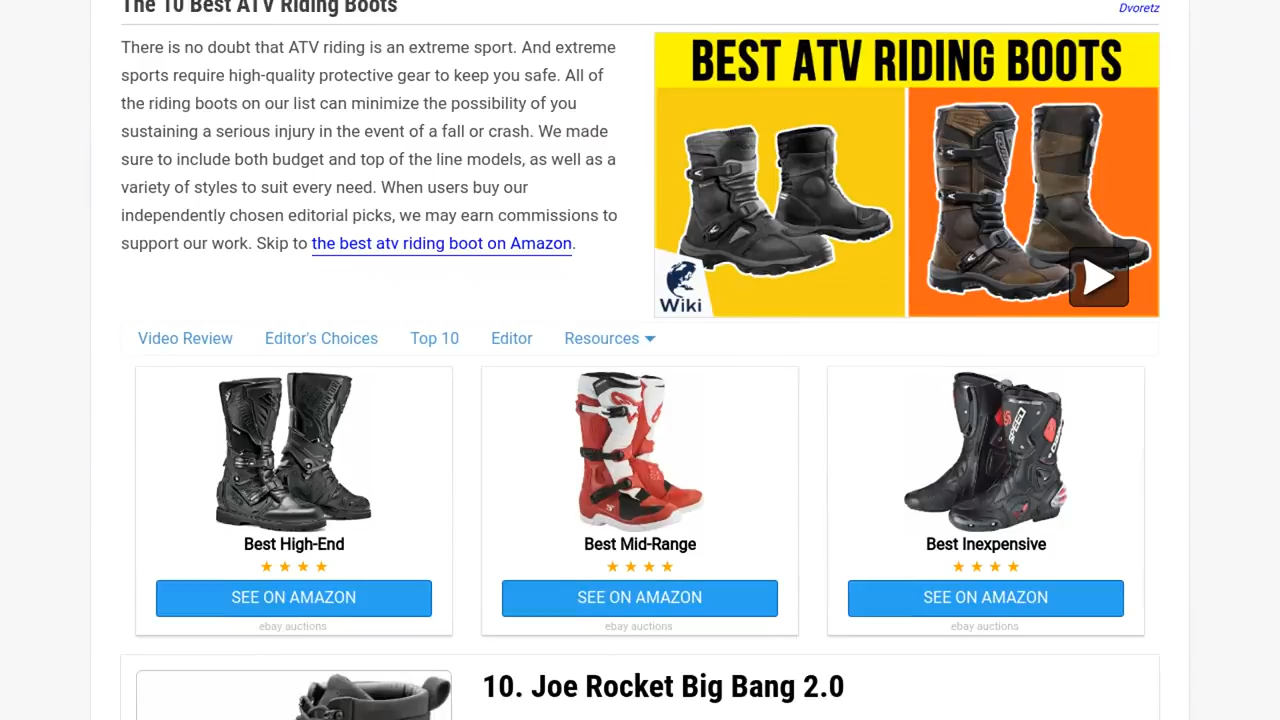 The 10 Best ATV Riding Boots
Dvoretz
There is no doubt that ATV riding is an extreme sport. And extreme
sports require high-quality protective gear to keep you safe. All of
the riding boots on our list can minimize the possibility of you
sustaining a serious injury in the event of a fall or crash. We made
sure to include both budget and top of the line models, as well as a
variety of styles to suit every need. When users buy our
independently chosen editorial picks, we may earn commissions to
support our work. Skip to the best atv riding boot on Amazon.
BEST ATV RIDING BOOTS
Wiki
Video Review
Editor's Choices
Top 10
Editor
Resources
SPEED
Best High-End
Best Mid-Range
Best Inexpensive
SEE ON AMAZON
SEE ON AMAZON
SEE ON AMAZON
ebay auctions
ebay auctions
ebay auctions
10. Joe Rocket Big Bang 2.0